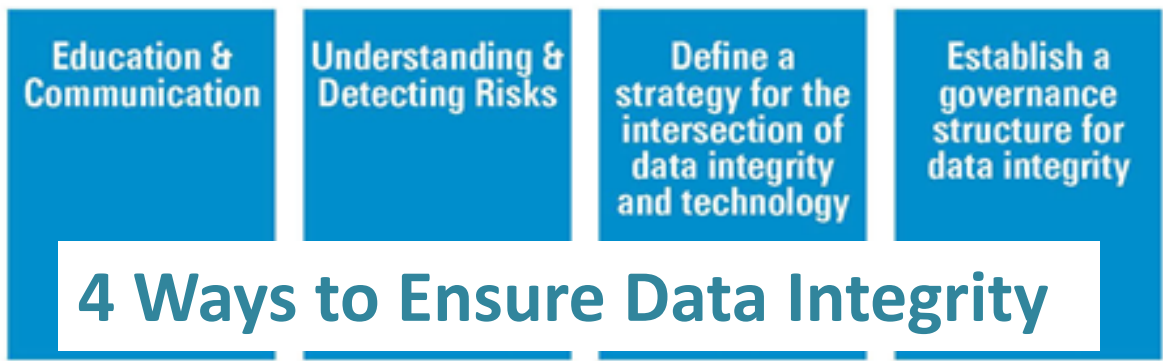 Education &
Communication
Understanding &
Detecting Risks
Define a
strategy for the
intersection of
data integrity
and technology
Establish a
governance
structure for
data integrity
4 Ways to Ensure Data Integrity